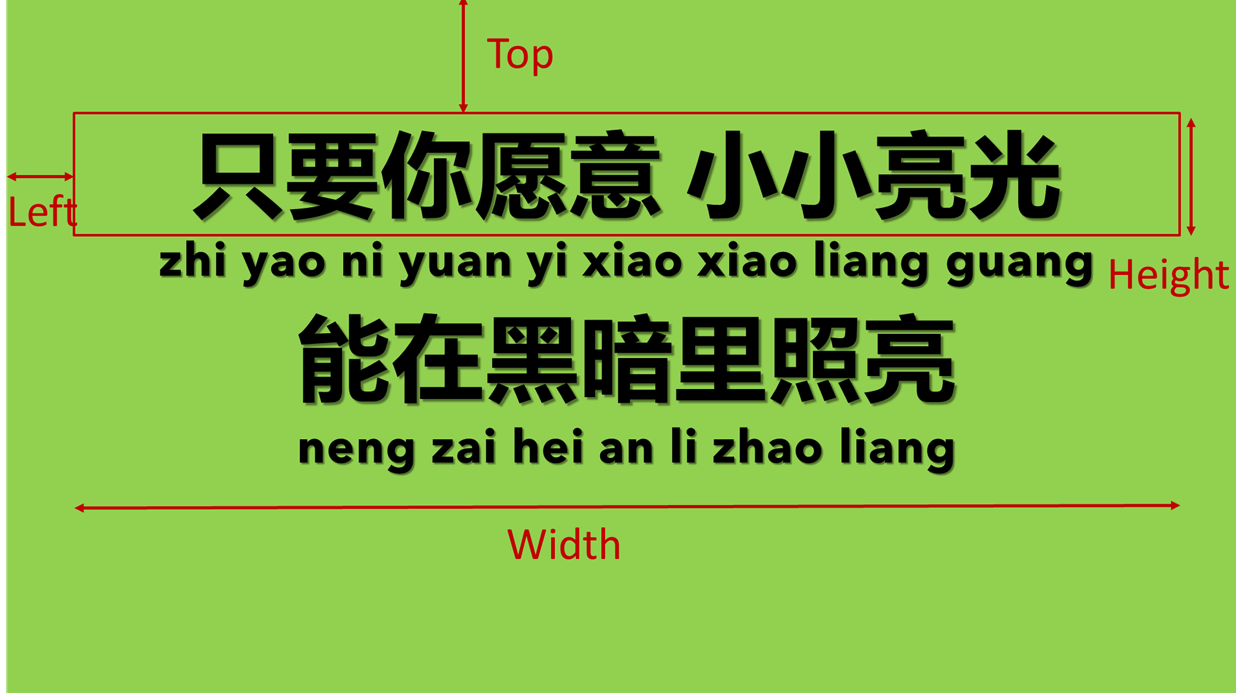 Top
只要你愿意 小小亮光
Left
zhi yao ni yuan yi xiao xiao liang guang
Height
能在黑暗里照亮
neng zai hei an li zhao liang
Width